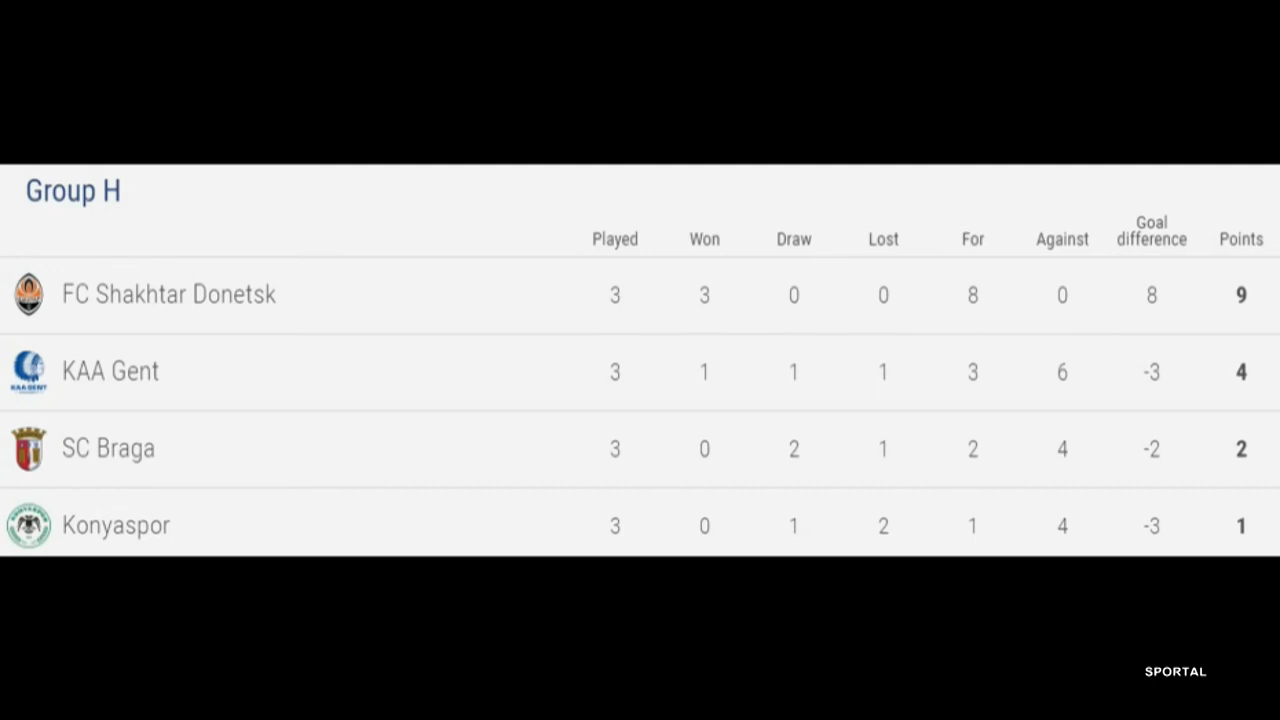 Group H
Played Won Draw Lost For Against Goal difference Points
FC Shakhtar Donetsk 3 3 0 0 8 0 8 9
KAA Gent 3 1 1 1 3 6 -3 4
KAA GENT
SC Braga 3 0 2 1 2 4 -2 2
Konyaspor 3 0 1 2 1 4 -3 1
SPORTAL